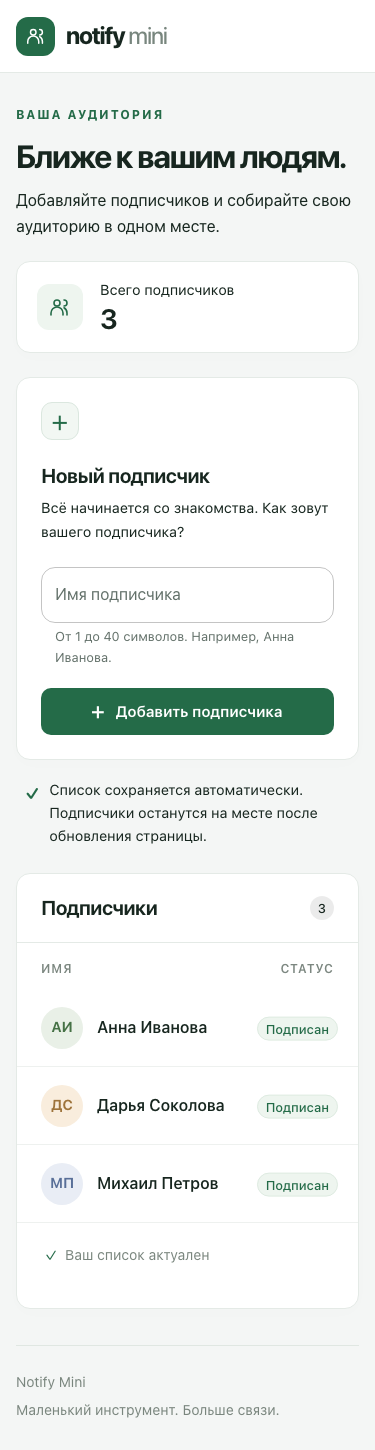 notify mini
ВАША АУДИТОРИЯ
Ближе к вашим людям.
Добавляйте подписчиков и собирайте свою
аудиторию в одном месте.
Всего подписчиков
3
Новый подписчик
Всё начинается со знакомства. Как зовут
вашего подписчика?
Имя подписчика
От 1 до 40 символов. Например, Анна
Иванова.
+ Добавить подписчика
Список сохраняется автоматически.
Подписчики останутся на месте после
обновления страницы.
Подписчики 3
ИМЯ СТАТУС
АИ Анна Иванова Подписан
ДС Дарья Соколова Подписан
МП Михаил Петров Подписан
Ваш список актуален
Notify Mini
Маленький инструмент. Больше связи.